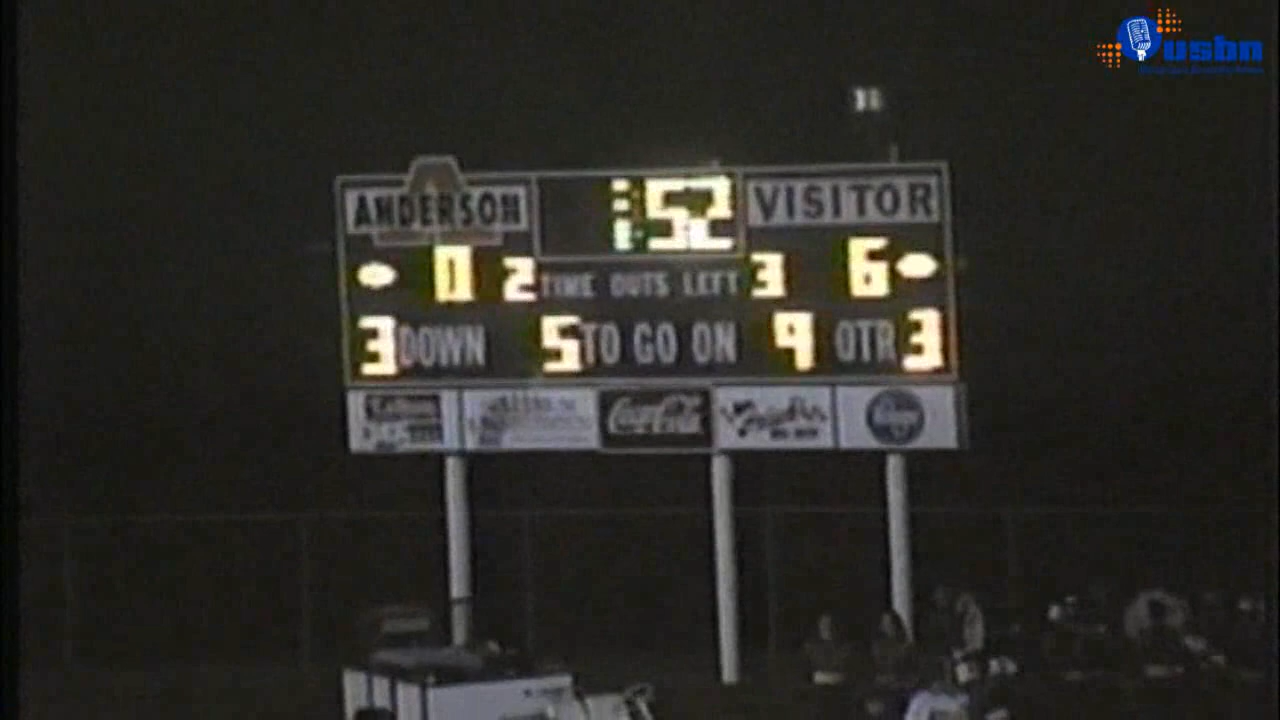 usbn
ANDERSON :52 VISITOR
0 2 TIME OUTS LEFT 3 6
3 DOWN 5 TO GO ON 9 QTR 3
Coca-Cola Kroger